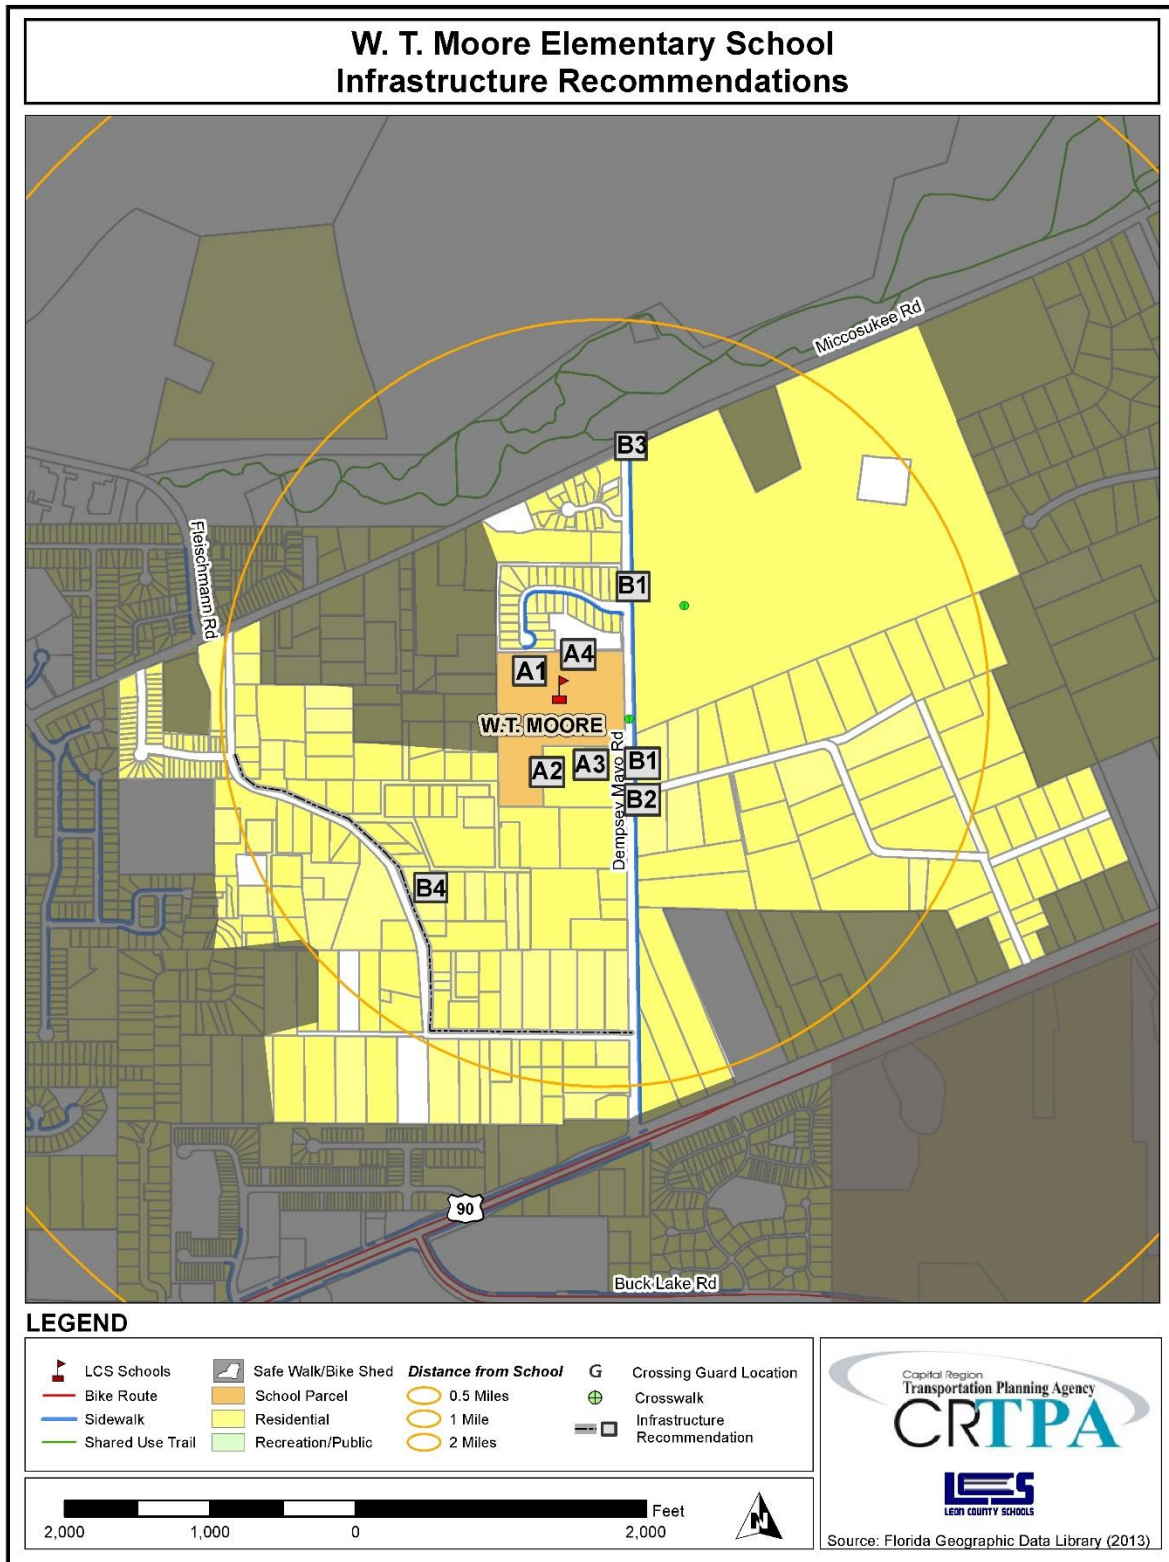 W. T. Moore Elementary School
Infrastructure Recommendations
Miccosukee Rd
B3
Fleischmann Rd
B1
A4
A1
W.T. MOORE
A2
A3
B1
B2
Dempsey Mayo Rd
B4
90
Buck Lake Rd
LEGEND
LCS Schools
Bike Route
Sidewalk
Shared Use Trail
Safe Walk/Bike Shed
School Parcel
Residential
Recreation/Public
Distance from School
0.5 Miles
1 Mile
2 Miles
G Crossing Guard Location
Crosswalk
Infrastructure
Recommendation
Feet
2,000 1,000 0 2,000
N
Capital Region
Transportation Planning Agency
CRTPA
LCS
LEON COUNTY SCHOOLS
Source: Florida Geographic Data Library (2013)